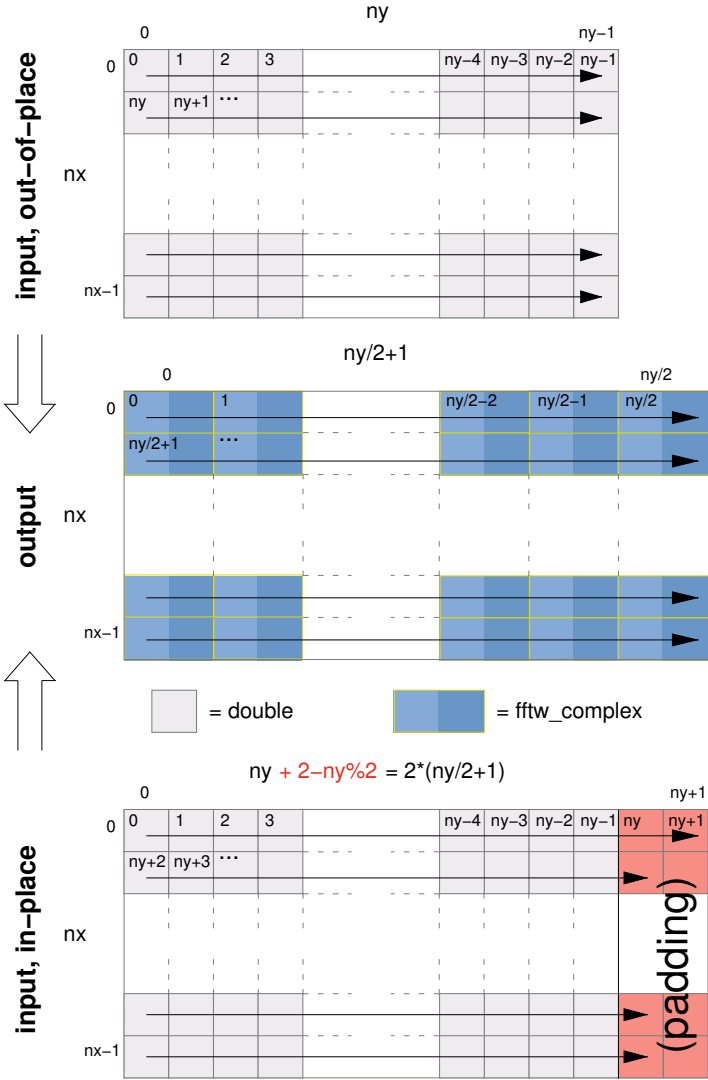 ny
0 ny−1
0 0 1 2 3 ny−4 ny−3 ny−2 ny−1
ny ny+1 ...
input, out−of−place
nx
nx−1
ny/2+1
0 ny/2
0 0 1 ny/2−2 ny/2−1 ny/2
ny/2+1 ...
output
nx
nx−1
= double = fftw_complex
ny + 2−ny%2 = 2*(ny/2+1)
0 ny+1
0 0 1 2 3 ny−4 ny−3 ny−2 ny−1 ny ny+1
ny+2 ny+3 ...
input, in−place
nx
(padding)
nx−1